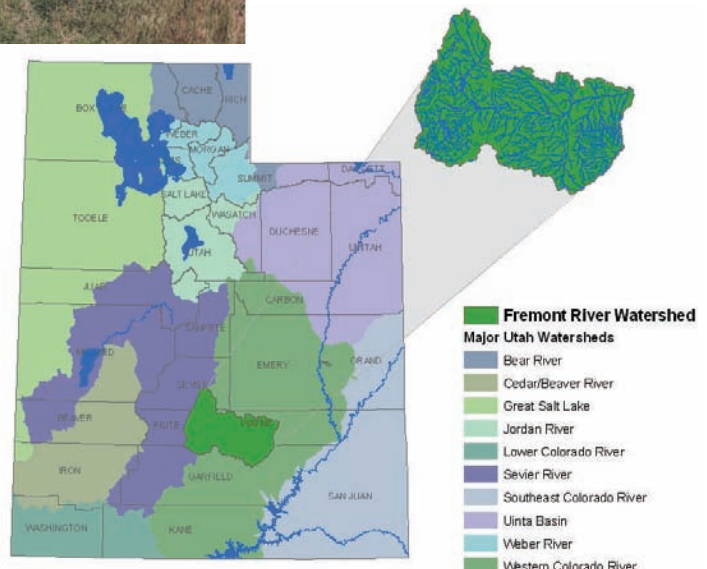 CACHE
RICH
BOX
WEBER
MORGAN
SUMMIT
DAGGETT
SALT LAKE
TOOELE
WASATCH
DUCHESNE
UINTAH
UTAH
JUAB
CARBON
SANPETE
MILLARD
EMERY
GRAND
SEVIER
BEAVER
PIUTE
WAYNE
IRON
GARFIELD
SAN JUAN
WASHINGTON
KANE
Fremont River Watershed
Major Utah Watersheds
Bear River
Cedar/Beaver River
Great Salt Lake
Jordan River
Lower Colorado River
Sevier River
Southeast Colorado River
Uinta Basin
Weber River
Western Colorado River